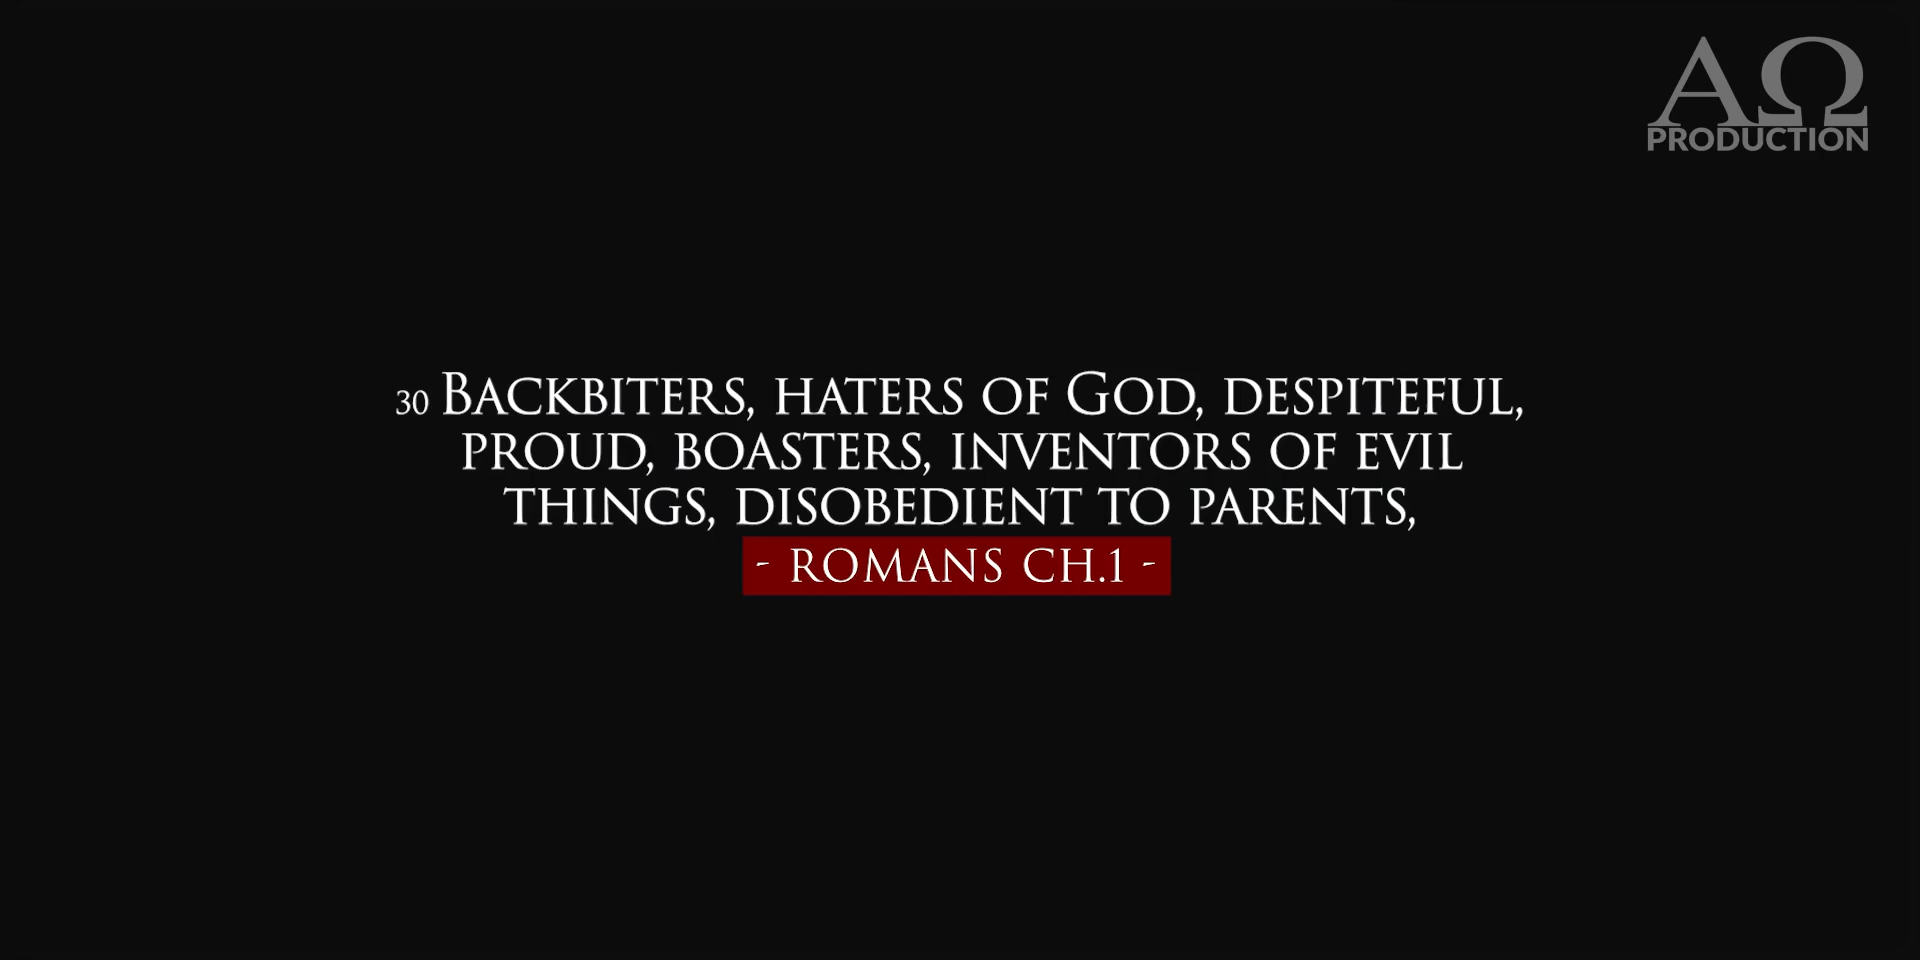 ΑΩ
PRODUCTION
30 Backbiters, haters of God, despiteful,
proud, boasters, inventors of evil
things, disobedient to parents,
- ROMANS CH.1 -